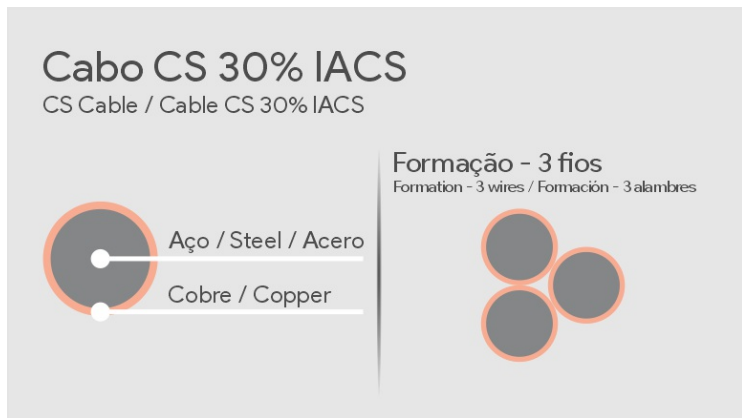 Cabo CS 30% IACS
CS Cable / Cable CS 30% IACS
Aço / Steel / Acero
Cobre / Copper
Formação - 3 fios
Formation - 3 wires / Formación - 3 alambres